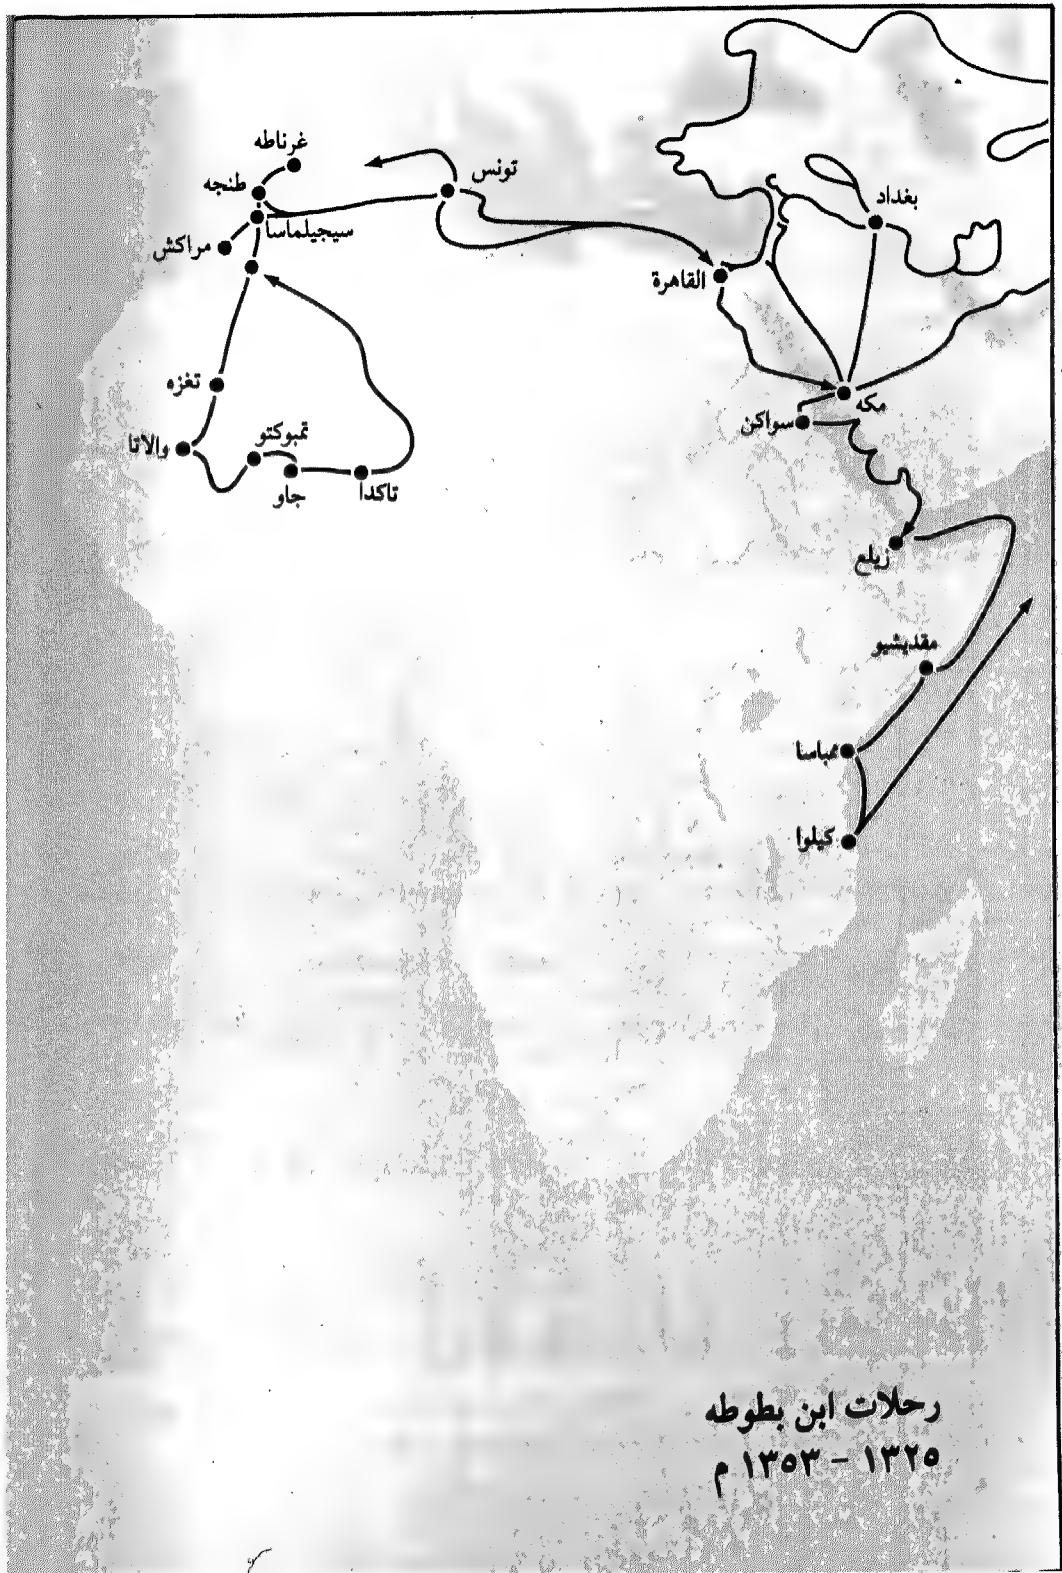 غرناطه
طنجه
تونس
سيجيلماسا
مراكش
بغداد
القاهرة
تغزه
مكه
سواكن
والاتا
تمبوكتو
جاو
تاكدا
زيلع
مقديشيو
ممباسا
كيلوا
رحلات ابن بطوطه
١٣٢٥ - ١٣٥٣ م